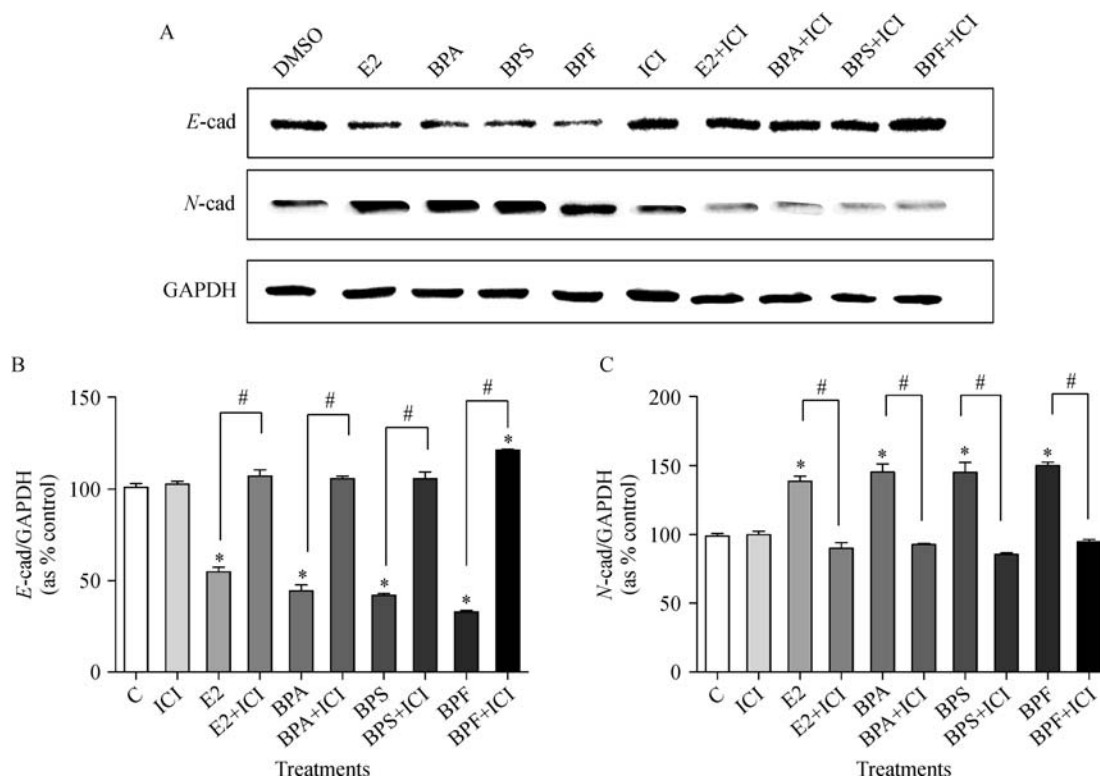 A
DMSO E2 BPA BPS BPF ICI E2+ICI BPA+ICI BPS+ICI BPF+ICI
E-cad
N-cad
GAPDH
B
E-cad/GAPDH
(as % control)
150
100
50
0
# # # #
* * * * *
C ICI E2 E2+ICI BPA BPA+ICI BPS BPS+ICI BPF BPF+ICI
Treatments
C
N-cad/GAPDH
(as % control)
200
150
100
50
0
# # # #
* * * *
C ICI E2 E2+ICI BPA BPA+ICI BPS BPS+ICI BPF BPF+ICI
Treatments